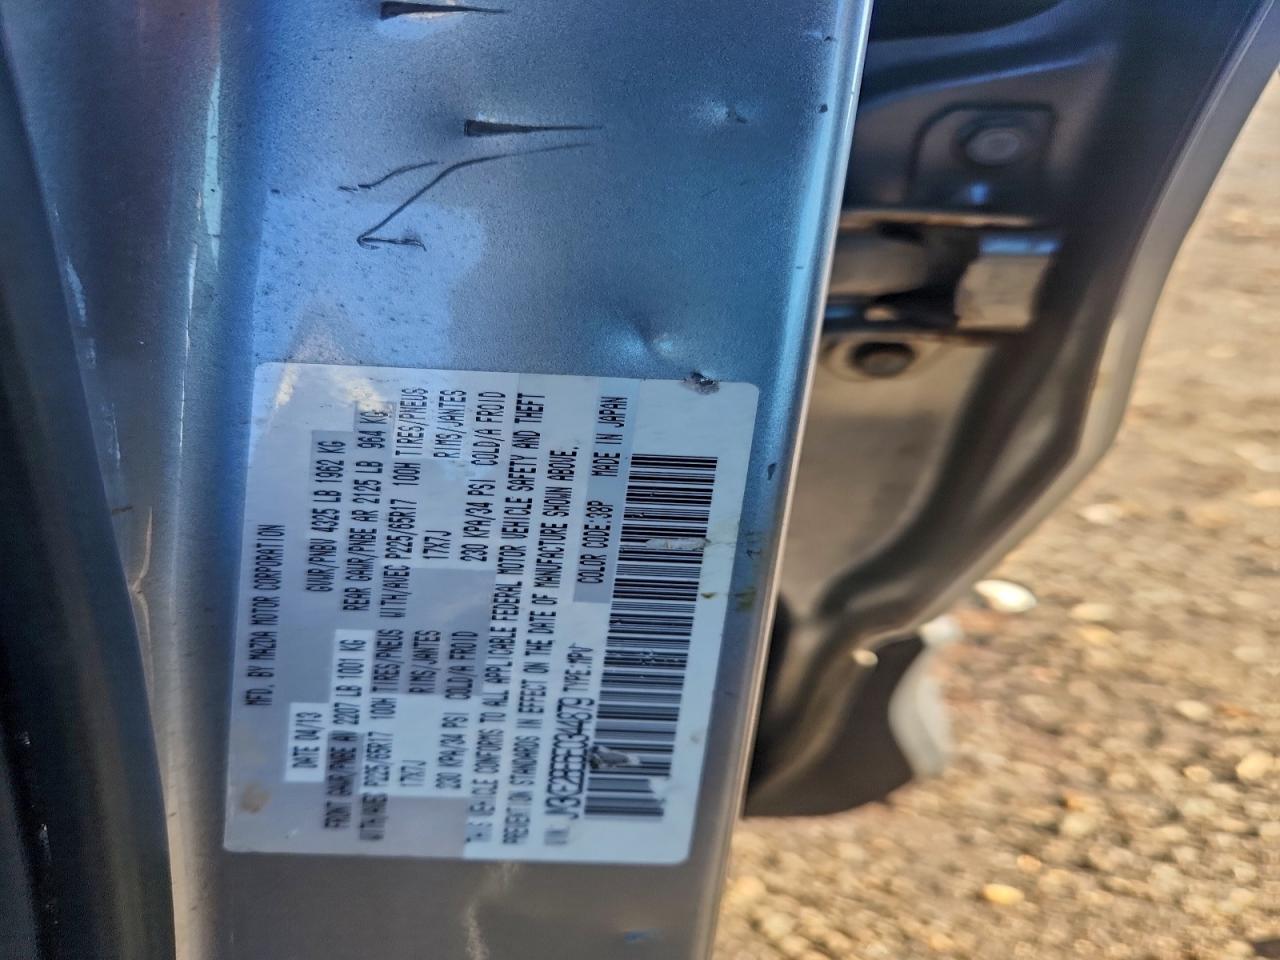 MFD. BY MAZDA MOTOR CORPORATION
DATE 04/13 GVWR/PNBV 4325 LB 1962 KG
FRONT GAWR/PNBE AV 2207 LB 1001 KG REAR GAWR/PNBE AR 2125 LB 964 KG
WITH/AVEC P225/65R17 100H TIRES/PNEUS WITH/AVEC P225/65R17 100H TIRES/PNEUS
17X7J RIMS/JANTES 17X7J RIMS/JANTES
230 KPA/34 PSI COLD/A FROID 230 KPA/34 PSI COLD/A FROID
THIS VEHICLE CONFORMS TO ALL APPLICABLE FEDERAL MOTOR VEHICLE SAFETY AND THEFT
PREVENTION STANDARDS IN EFFECT ON THE DATE OF MANUFACTURE SHOWN ABOVE.
TYPE:MPV COLOR CODE:38P MADE IN JAPAN